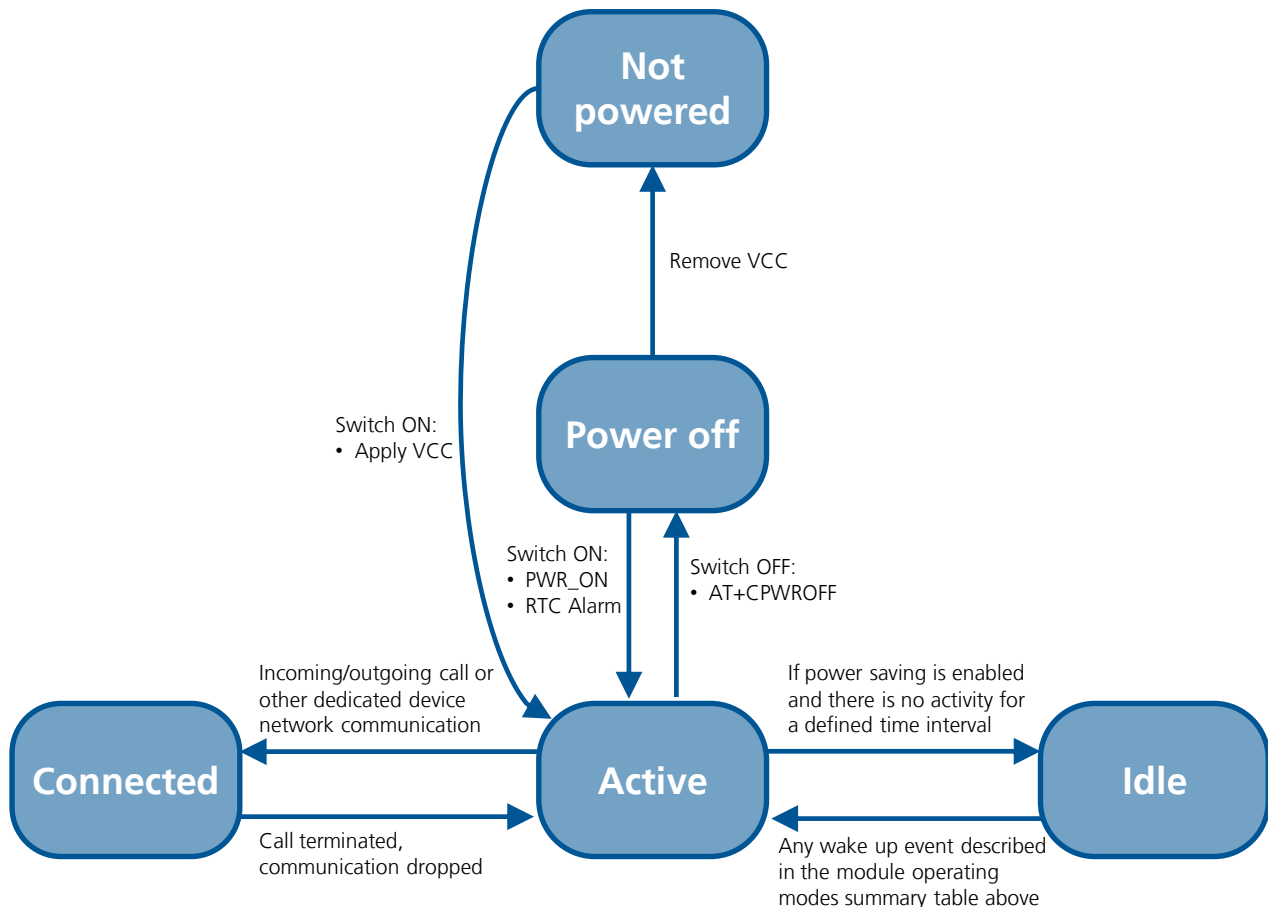 Not
powered
Remove VCC
Switch ON:
• Apply VCC
Power off
Switch ON:
• PWR_ON
• RTC Alarm
Switch OFF:
• AT+CPWROFF
Incoming/outgoing call or
other dedicated device
network communication
If power saving is enabled
and there is no activity for
a defined time interval
Connected
Active
Idle
Call terminated,
communication dropped
Any wake up event described
in the module operating
modes summary table above